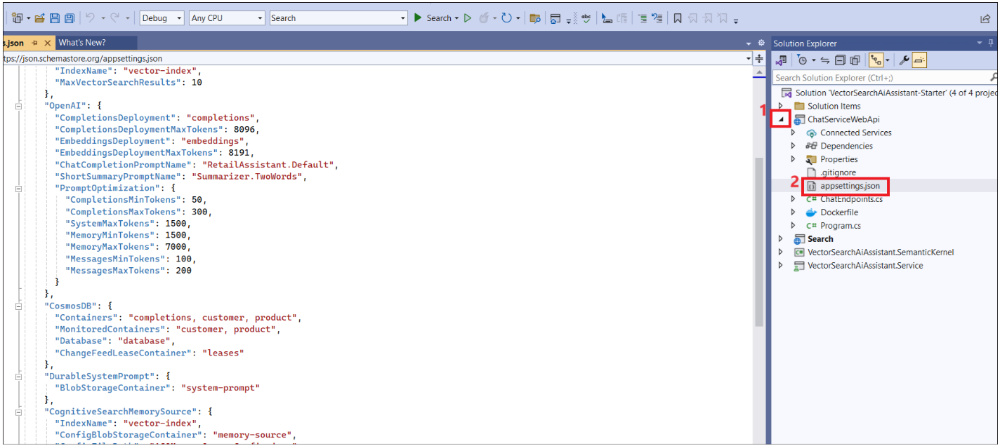 Debug
Any CPU
Search
Search
s.json
What's New?
tps://json.schemastore.org/appsettings.json
"IndexName": "vector-index",
"MaxVectorSearchResults": 10
},
"OpenAI": {
"CompletionsDeployment": "completions",
"CompletionsDeploymentMaxTokens": 8096,
"EmbeddingsDeployment": "embeddings",
"EmbeddingsDeploymentMaxTokens": 8191,
"ChatCompletionPromptName": "RetailAssistant.Default",
"ShortSummaryPromptName": "Summarizer.TwoWords",
"PromptOptimization": {
"CompletionsMinTokens": 50,
"CompletionsMaxTokens": 300,
"SystemMaxTokens": 1500,
"MemoryMinTokens": 1500,
"MemoryMaxTokens": 7000,
"MessagesMinTokens": 100,
"MessagesMaxTokens": 200
}
},
"CosmosDB": {
"Containers": "completions, customer, product",
"MonitoredContainers": "customer, product",
"Database": "database",
"ChangeFeedLeaseContainer": "leases"
},
"DurableSystemPrompt": {
"BlobStorageContainer": "system-prompt"
},
"CognitiveSearchMemorySource": {
"IndexName": "vector-index",
"ConfigBlobStorageContainer": "memory-source",
Solution Explorer
Search Solution Explorer (Ctrl+;)
Solution 'VectorSearchAiAssistant-Starter' (4 of 4 projec
Solution Items
1
ChatServiceWebApi
Connected Services
Dependencies
Properties
.gitignore
2
appsettings.json
C# ChatEndpoints.cs
Dockerfile
C# Program.cs
Search
C# VectorSearchAiAssistant.SemanticKernel
VectorSearchAiAssistant.Service